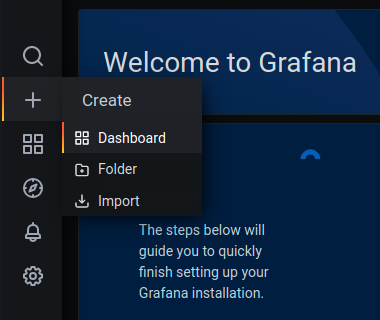 Welcome to Grafana
Create
Dashboard
Folder
Import
The steps below will
guide you to quickly
finish setting up your
Grafana installation.